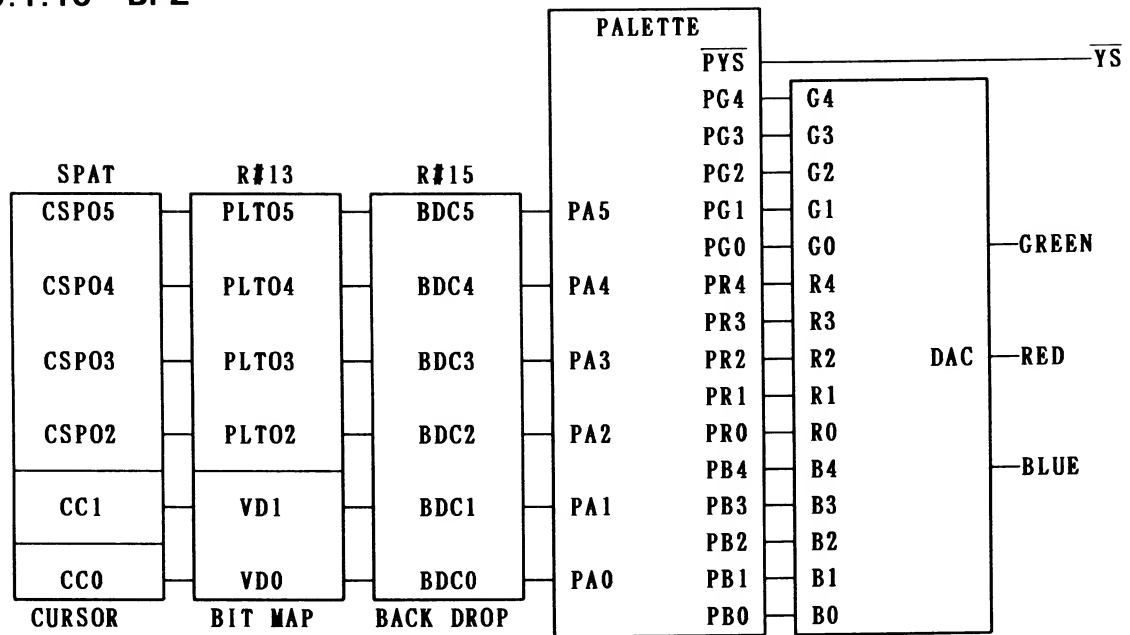 BP2
PALETTE
PYS YS
PG4 G4
PG3 G3
SPAT R#13 R#15 PG2 G2
CSPO5 PLTO5 BDC5 PA5 PG1 G1
PG0 G0 GREEN
CSPO4 PLTO4 BDC4 PA4 PR4 R4
PR3 R3
CSPO3 PLTO3 BDC3 PA3 PR2 R2 DAC RED
PR1 R1
CSPO2 PLTO2 BDC2 PA2 PR0 R0
PB4 B4 BLUE
CC1 VD1 BDC1 PA1 PB3 B3
PB2 B2
CC0 VD0 BDC0 PA0 PB1 B1
CURSOR BIT MAP BACK DROP PB0 B0